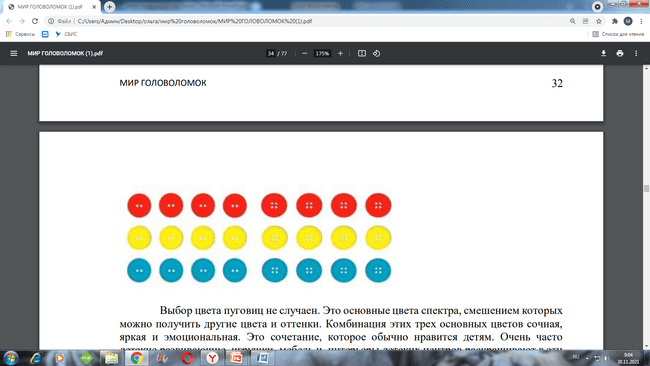 МИР ГОЛОВОЛОМОК (1).pdf
Файл | C:/Users/Админ/Desktop/ольга/мир%20головоломок/МИР%20ГОЛОВОЛОМОК%20(1).pdf
Сервисы СБИС Список для чтения
МИР ГОЛОВОЛОМОК (1).pdf 34 / 77 175%
МИР ГОЛОВОЛОМОК 32
Выбор цвета пуговиц не случаен. Это основные цвета спектра, смешением которых
можно получить другие цвета и оттенки. Комбинация этих трех основных цветов сочная,
яркая и эмоциональная. Это сочетание, которое обычно нравится детям. Очень часто
RU 9:04
30.11.2021